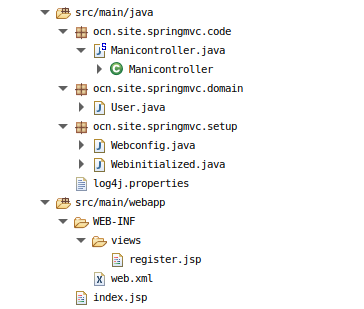 src/main/java
ocn.site.springmvc.code
Manicontroller.java
Manicontroller
ocn.site.springmvc.domain
User.java
ocn.site.springmvc.setup
Webconfig.java
Webinitialized.java
log4j.properties
src/main/webapp
WEB-INF
views
register.jsp
web.xml
index.jsp